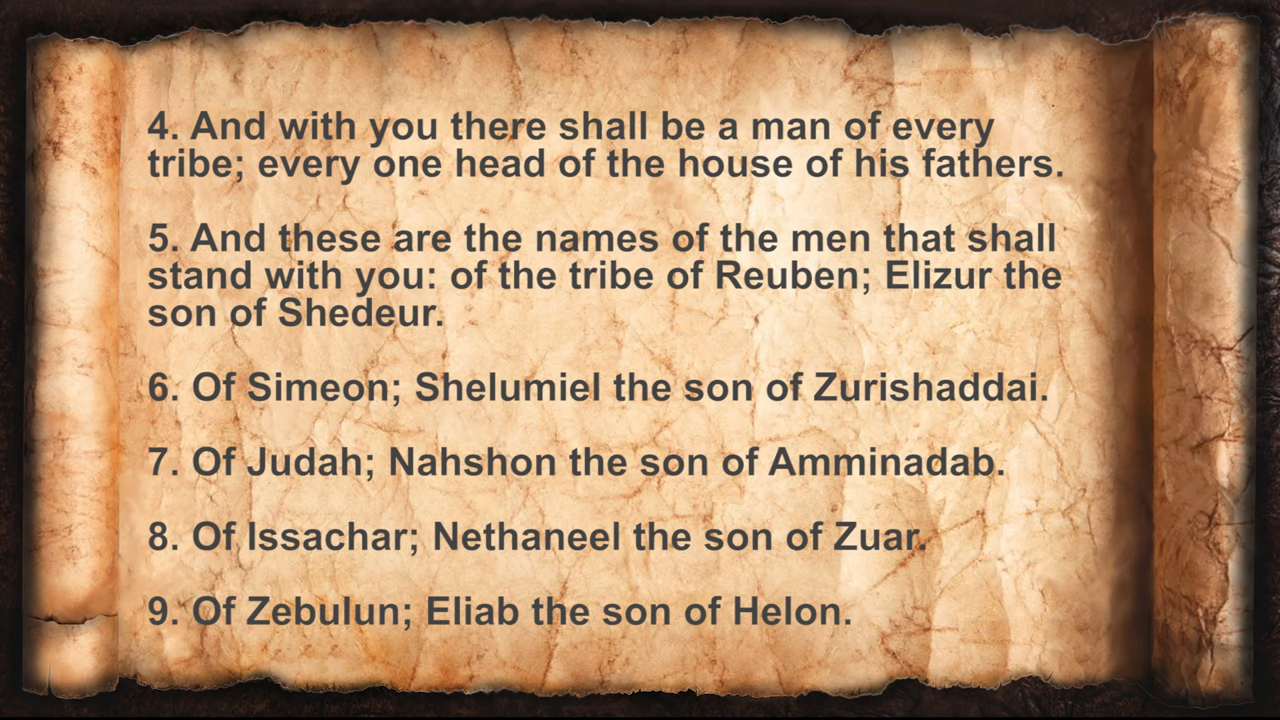 4. And with you there shall be a man of every
tribe; every one head of the house of his fathers.
5. And these are the names of the men that shall
stand with you: of the tribe of Reuben; Elizur the
son of Shedeur.
6. Of Simeon; Shelumiel the son of Zurishaddai.
7. Of Judah; Nahshon the son of Amminadab.
8. Of Issachar; Nethaneel the son of Zuar.
9. Of Zebulun; Eliab the son of Helon.